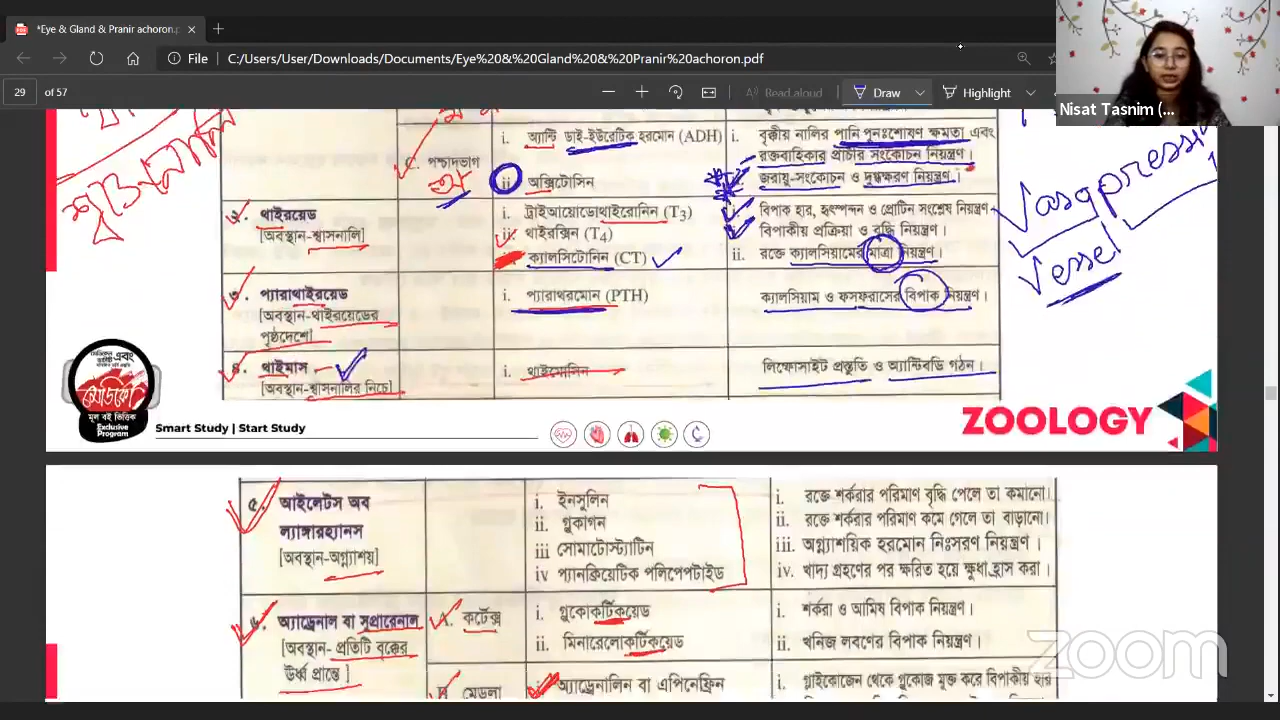 *Eye & Gland & Pranir achoron.p
File C:/Users/User/Downloads/Documents/Eye%20&%20Gland%20&%20Pranir%20achoron.pdf
29 of 57
Read aloud Draw Highlight
Nisat Tasnim (...
i. অ্যান্টি ডাই-ইউরেটিক হরমোন (ADH) i. বৃক্কীয় নালির পানি পুনঃশোষণ ক্ষমতা এবং
রক্তবাহিকার প্রাচীর সংকোচন নিয়ন্ত্রণ।
C. পশ্চাদভাগ
ii. অক্সিটোসিন জরায়ু-সংকোচন ও দুগ্ধক্ষরণ নিয়ন্ত্রণ।
Vasopressin
Vessel
২. থাইরয়েড i. ট্রাইআয়োডোথাইরোনিন (T3) i. বিপাক হার, হৃৎস্পন্দন ও প্রোটিন সংশ্লেষ নিয়ন্ত্রণ
[অবস্থান-শ্বাসনালি] ii. থাইরক্সিন (T4) বিপাকীয় প্রক্রিয়া ও বৃদ্ধি নিয়ন্ত্রণ।
ক্যালসিটোনিন (CT) ii. রক্তে ক্যালসিয়ামের মাত্রা নিয়ন্ত্রণ।
৩. প্যারাথাইরয়েড i. প্যারাথরমোন (PTH) ক্যালসিয়াম ও ফসফরাসের বিপাক নিয়ন্ত্রণ।
[অবস্থান-থাইরয়েডের
পৃষ্ঠদেশে]
৪. থাইমাস i. থাইমোসিন লিম্ফোসাইট প্রস্তুতি ও অ্যান্টিবডি গঠন।
[অবস্থান-শ্বাসনালির নিচে]
মূল বই ভিত্তিক
Exclusive
Program
Smart Study | Start Study
ZOOLOGY
৫. আইলেটস অব
ল্যাঙ্গারহ্যানস
[অবস্থান-অগ্ন্যাশয়]
i. ইনসুলিন i. রক্তে শর্করার পরিমাণ বৃদ্ধি পেলে তা কমানো।
ii. গ্লুকাগন ii. রক্তে শর্করার পরিমাণ কমে গেলে তা বাড়ানো।
iii সোমাটোস্ট্যাটিন iii. অগ্ন্যাশয়িক হরমোন নিঃসরণ নিয়ন্ত্রণ।
iv প্যানক্রিয়েটিক পলিপেপটাইড iv. খাদ্য গ্রহণের পর ক্ষরিত হয়ে ক্ষুধা হ্রাস করা।
৬. অ্যাড্রেনাল বা সুপ্রারেনাল
[অবস্থান- প্রতিটি বৃক্কের
ঊর্ধ্ব প্রান্তে]
A. কর্টেক্স i. গ্লুকোকর্টিকয়েড i. শর্করা ও আমিষ বিপাক নিয়ন্ত্রণ।
ii. মিনারেলোকর্টিকয়েড ii. খনিজ লবণের বিপাক নিয়ন্ত্রণ।
B মেডুলা i অ্যাড্রেনালিন বা এপিনেফ্রিন i. গ্লাইকোজেন থেকে গ্লুকোজ মুক্ত করে বিপাকীয় হার
zoom